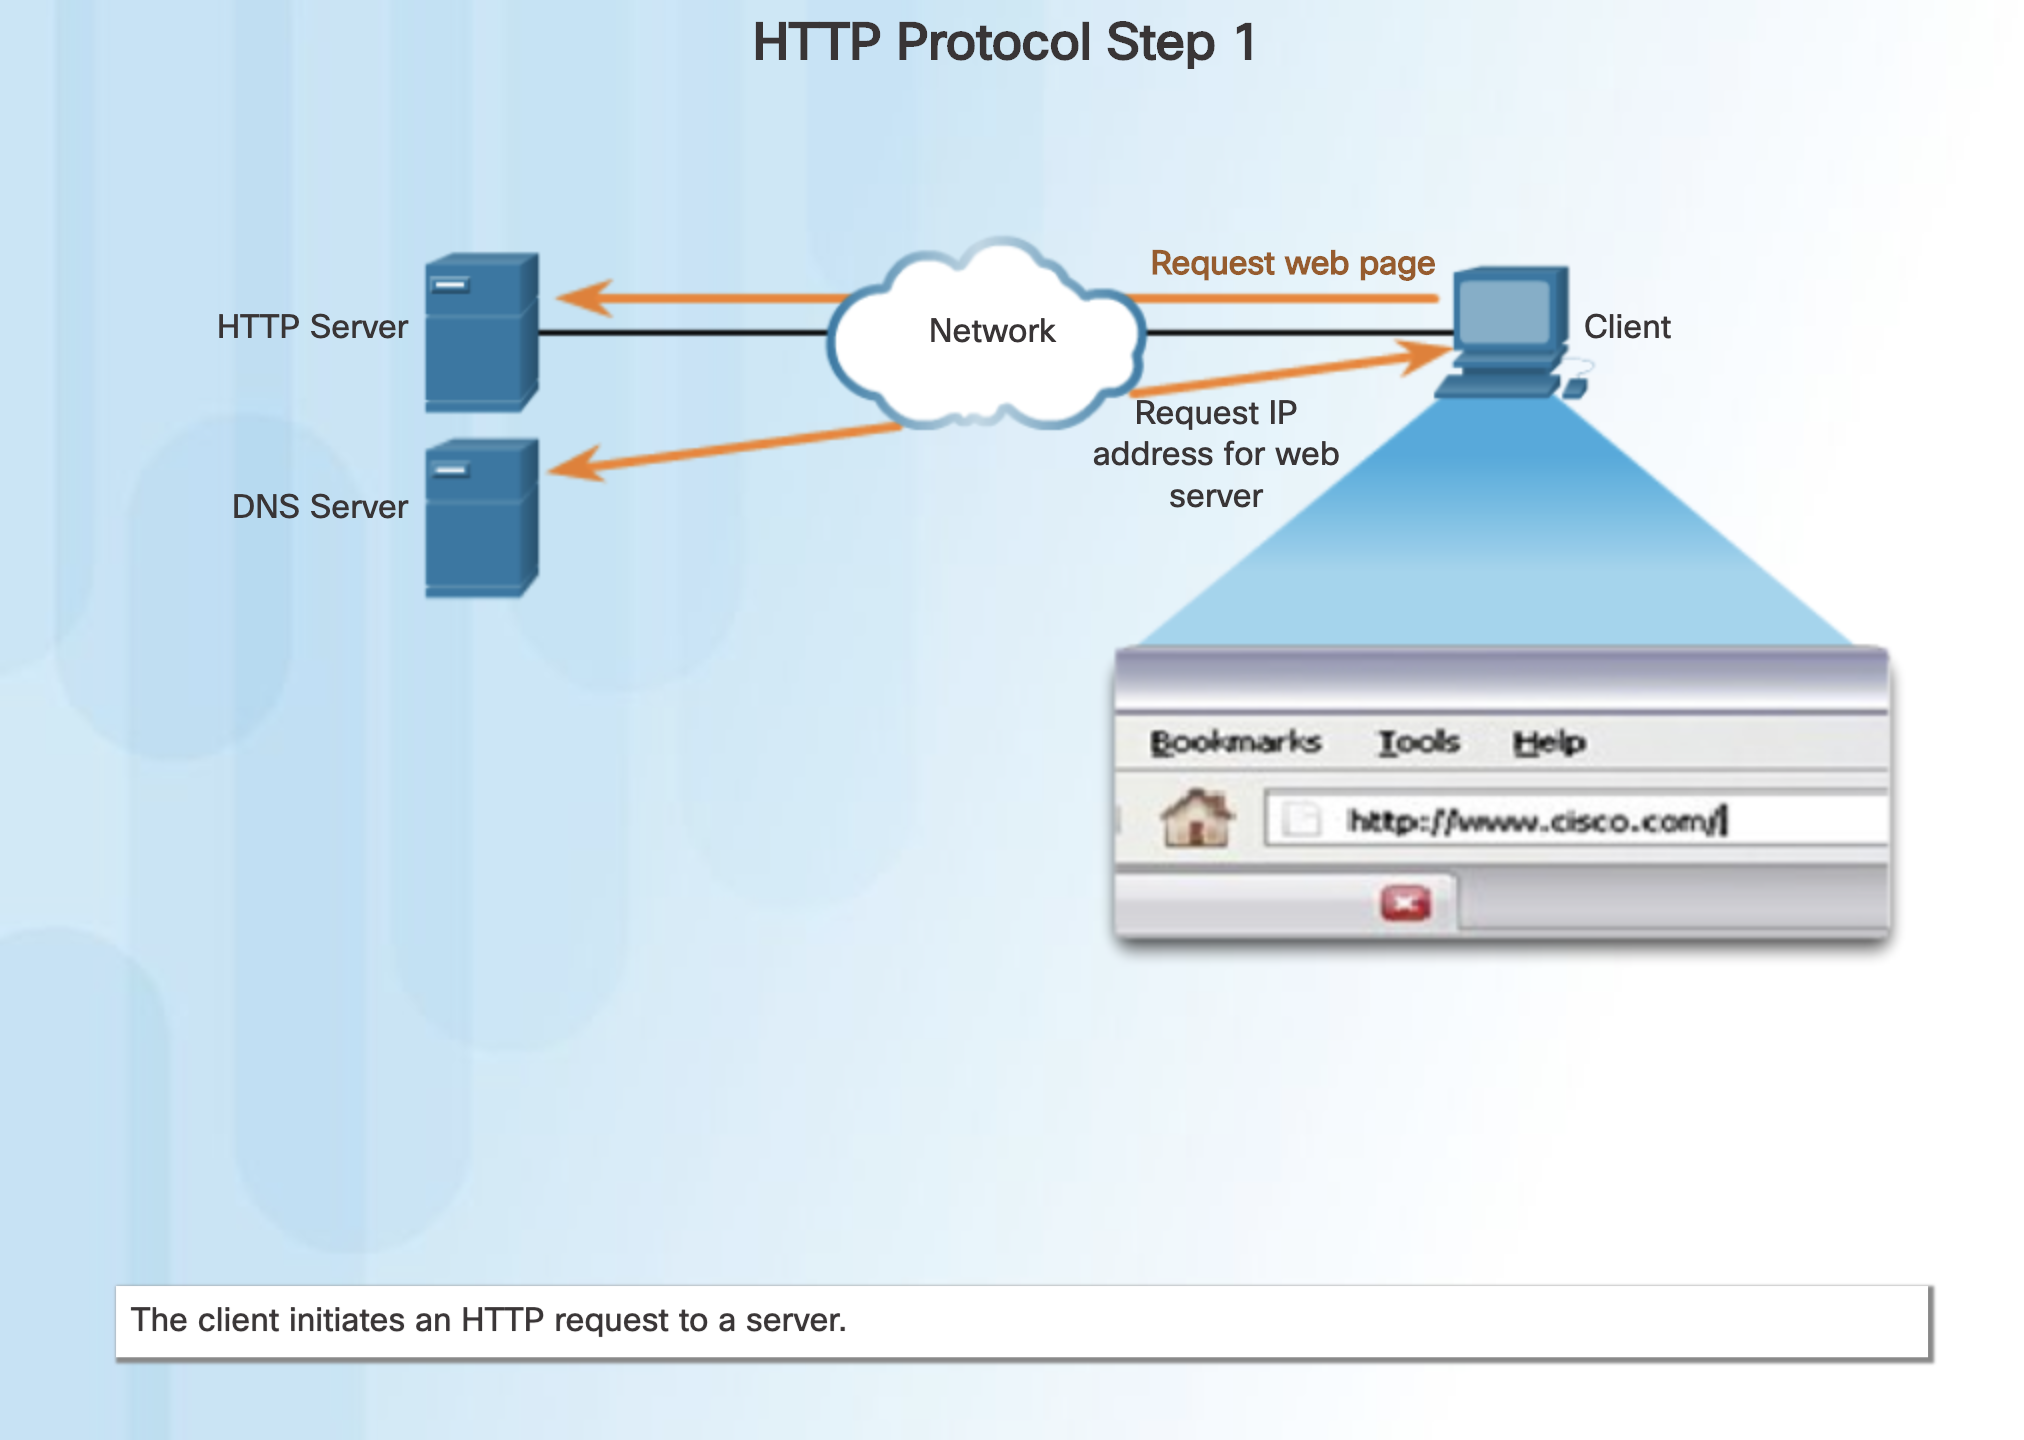 HTTP Protocol Step 1
Request web page
HTTP Server
Network
Client
Request IP
address for web
server
DNS Server
Bookmarks Tools Help
http://www.cisco.com/
The client initiates an HTTP request to a server.